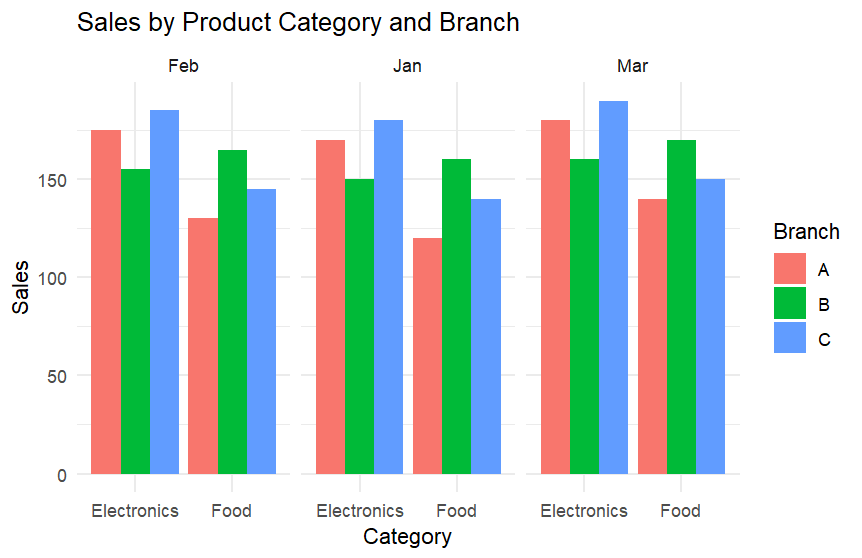 Sales by Product Category and Branch
Feb Jan Mar
150
100
50
0
Sales
Electronics Food Electronics Food Electronics Food
Category
Branch
A
B
C